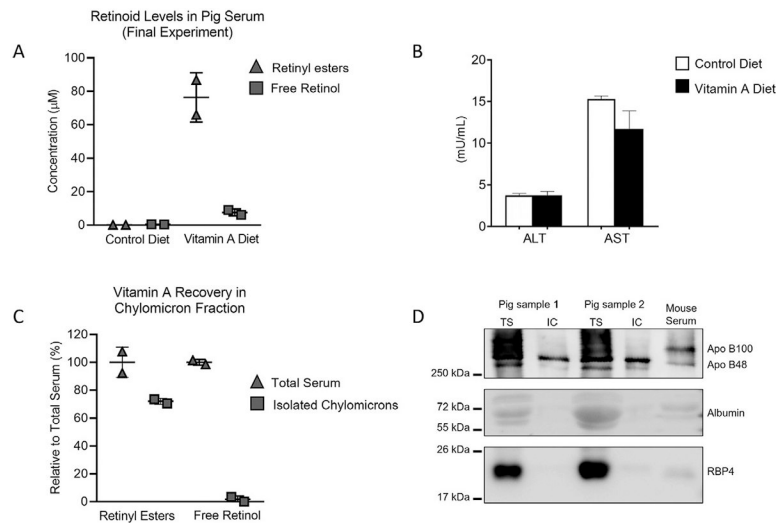 Retinoid Levels in Pig Serum
(Final Experiment)
A
Concentration (µM)
100
80
60
40
20
0
Control Diet
Vitamin A Diet
Retinyl esters
Free Retinol
B
(mU/mL)
20
15
10
5
0
ALT
AST
Control Diet
Vitamin A Diet
Vitamin A Recovery in
Chylomicron Fraction
C
Relative to Total Serum (%)
120
100
80
60
40
20
0
Retinyl Esters
Free Retinol
Total Serum
Isolated Chylomicrons
D
Pig sample 1
Pig sample 2
Mouse
Serum
TS
IC
TS
IC
Apo B100
Apo B48
250 kDa
72 kDa
Albumin
55 kDa
26 kDa
RBP4
17 kDa